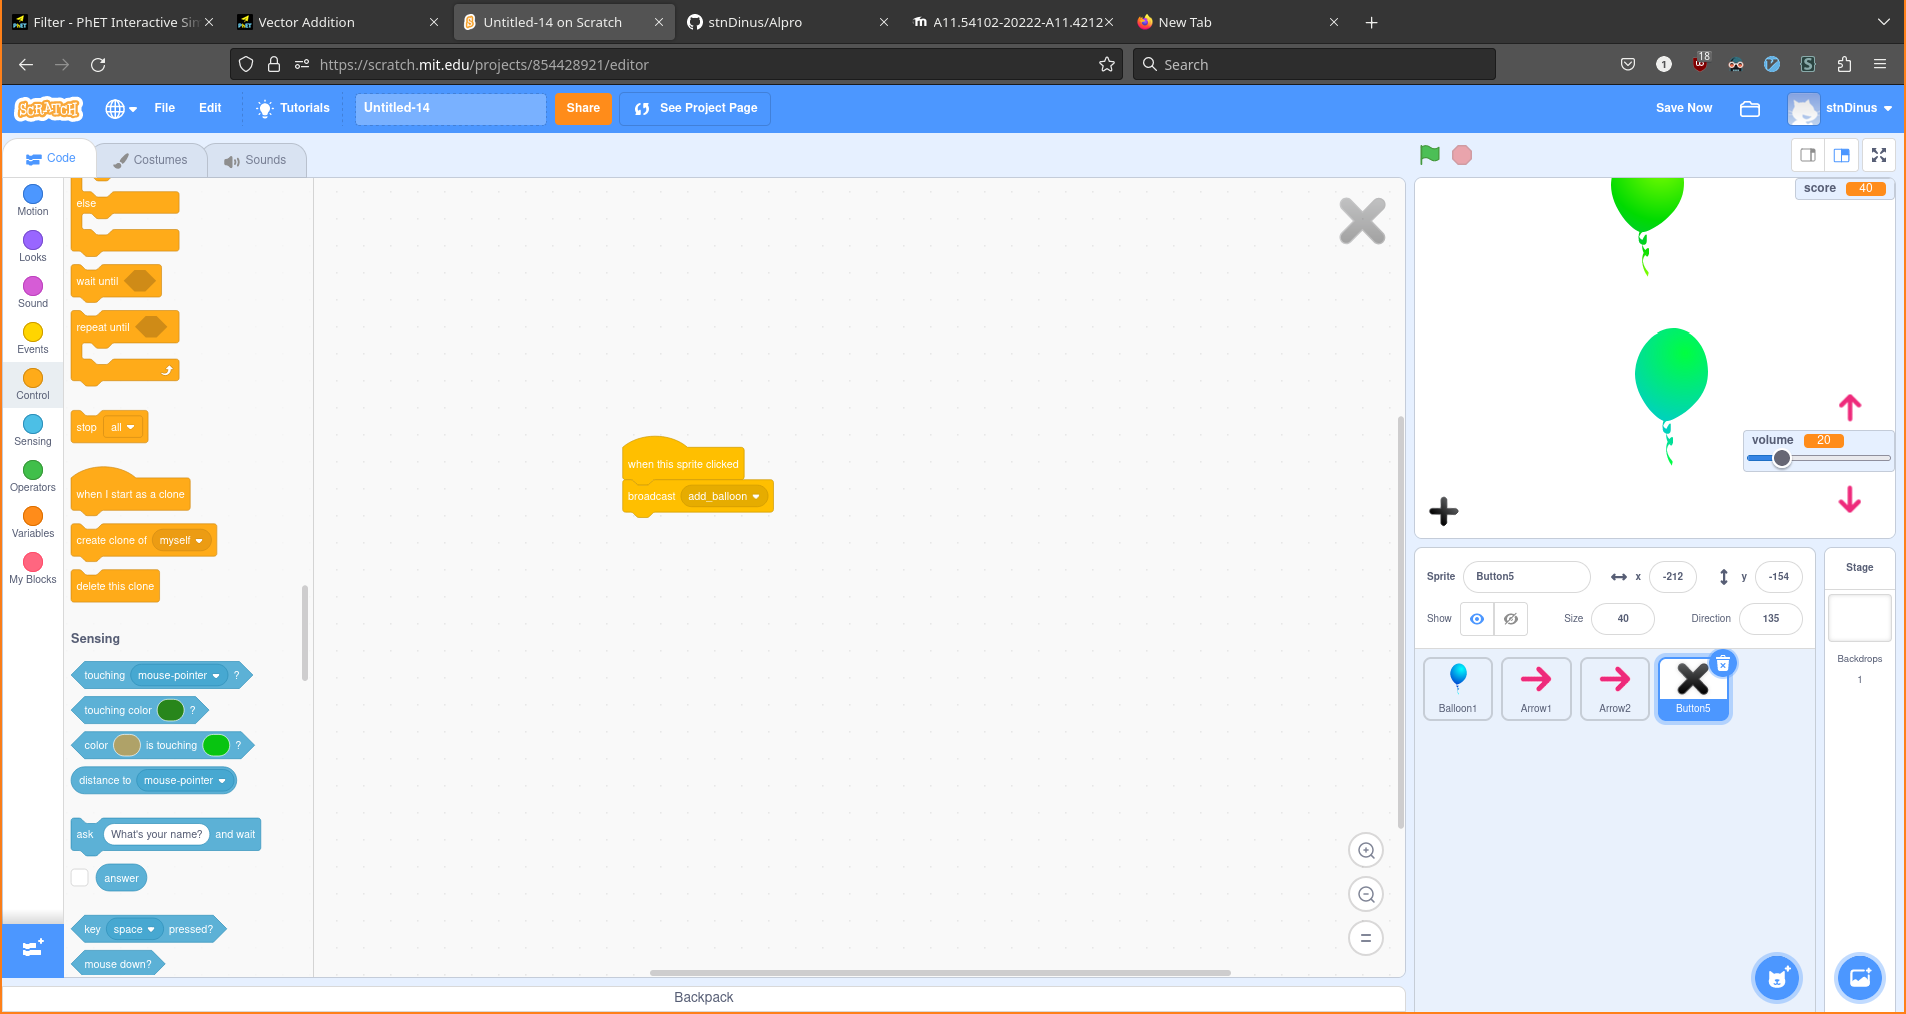 Filter - PhET Interactive Sin
Vector Addition
Untitled-14 on Scratch
stnDinus/Alpro
A11.54102-20222-A11.4212
New Tab
https://scratch.mit.edu/projects/854428921/editor
Search
1
18
SCRATCH
File
Edit
Tutorials
Untitled-14
Share
See Project Page
Save Now
stnDinus
Code
Costumes
Sounds
Motion
Looks
Sound
Events
Control
Sensing
Operators
Variables
My Blocks
else
wait until
repeat until
stop all
when I start as a clone
create clone of myself
delete this clone
Sensing
touching mouse-pointer ?
touching color ?
color is touching ?
distance to mouse-pointer
ask What's your name? and wait
answer
key space pressed?
mouse down?
when this sprite clicked
broadcast add_balloon
score 40
volume 20
Sprite Button5 x -212 y -154
Show Size 40 Direction 135
Balloon1
Arrow1
Arrow2
Button5
Stage
Backdrops
1
Backpack